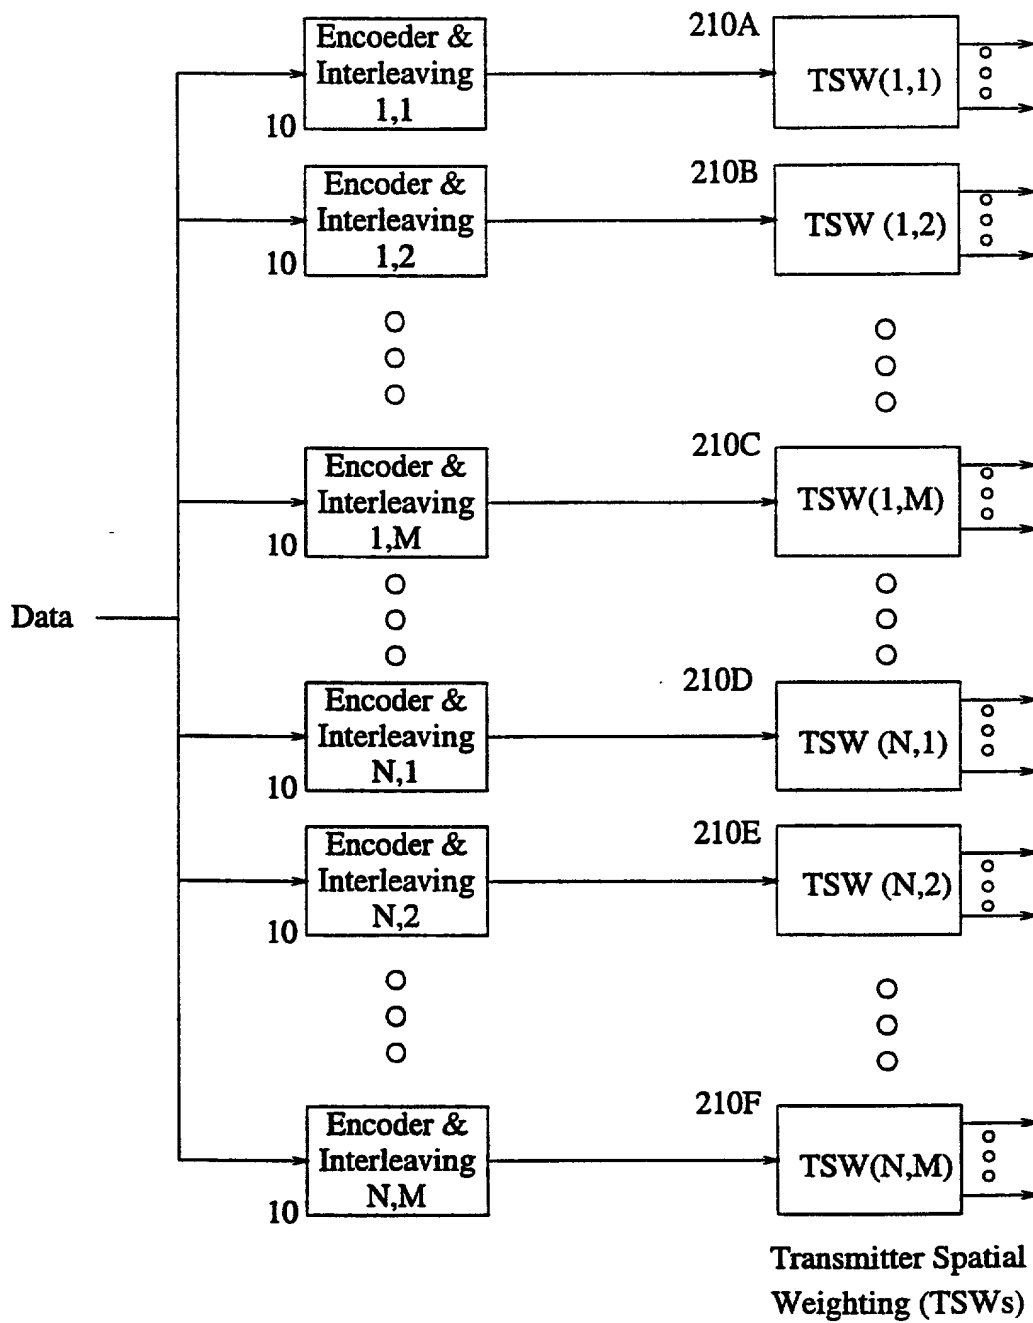 Encoeder &
Interleaving
1,1
10
210A
TSW(1,1)
Encoder &
Interleaving
1,2
10
210B
TSW (1,2)
Encoder &
Interleaving
1,M
10
210C
TSW(1,M)
Data
Encoder &
Interleaving
N,1
10
210D
TSW (N,1)
Encoder &
Interleaving
N,2
10
210E
TSW (N,2)
Encoder &
Interleaving
N,M
10
210F
TSW(N,M)
Transmitter Spatial
Weighting (TSWs)